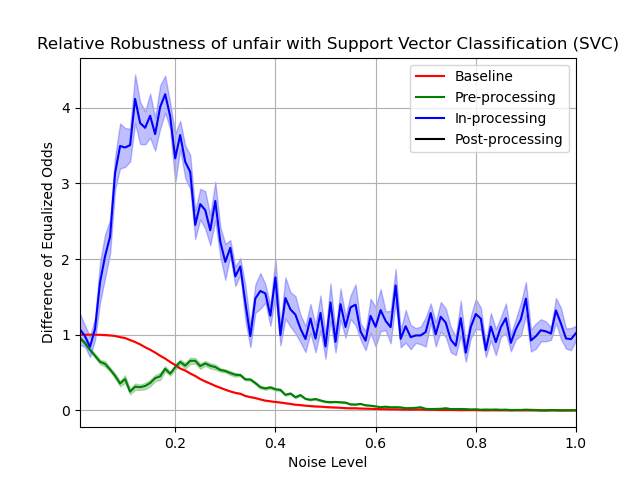 Relative Robustness of unfair with Support Vector Classification (SVC)
Baseline
Pre-processing
In-processing
Post-processing
Difference of Equalized Odds
4
3
2
1
0
0.2 0.4 0.6 0.8 1.0
Noise Level